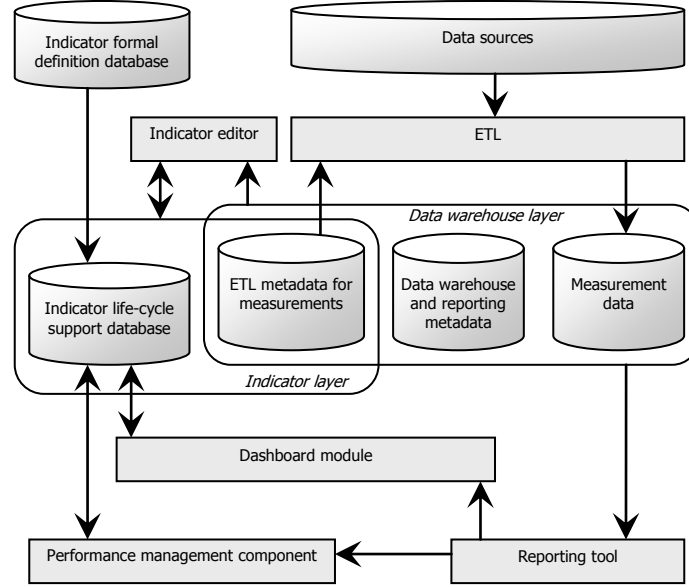 Indicator formal
definition database
Data sources
Indicator editor
ETL
Data warehouse layer
Indicator life-cycle
support database
ETL metadata for
measurements
Data warehouse
and reporting
metadata
Measurement
data
Indicator layer
Dashboard module
Performance management component
Reporting tool